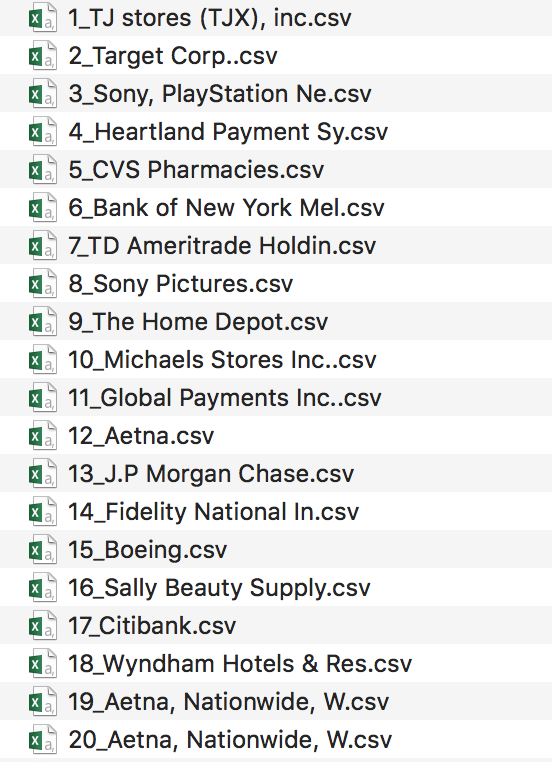 1_TJ stores (TJX), inc.csv
2_Target Corp..csv
3_Sony, PlayStation Ne.csv
4_Heartland Payment Sy.csv
5_CVS Pharmacies.csv
6_Bank of New York Mel.csv
7_TD Ameritrade Holdin.csv
8_Sony Pictures.csv
9_The Home Depot.csv
10_Michaels Stores Inc..csv
11_Global Payments Inc..csv
12_Aetna.csv
13_J.P Morgan Chase.csv
14_Fidelity National In.csv
15_Boeing.csv
16_Sally Beauty Supply.csv
17_Citibank.csv
18_Wyndham Hotels & Res.csv
19_Aetna, Nationwide, W.csv
20_Aetna, Nationwide, W.csv